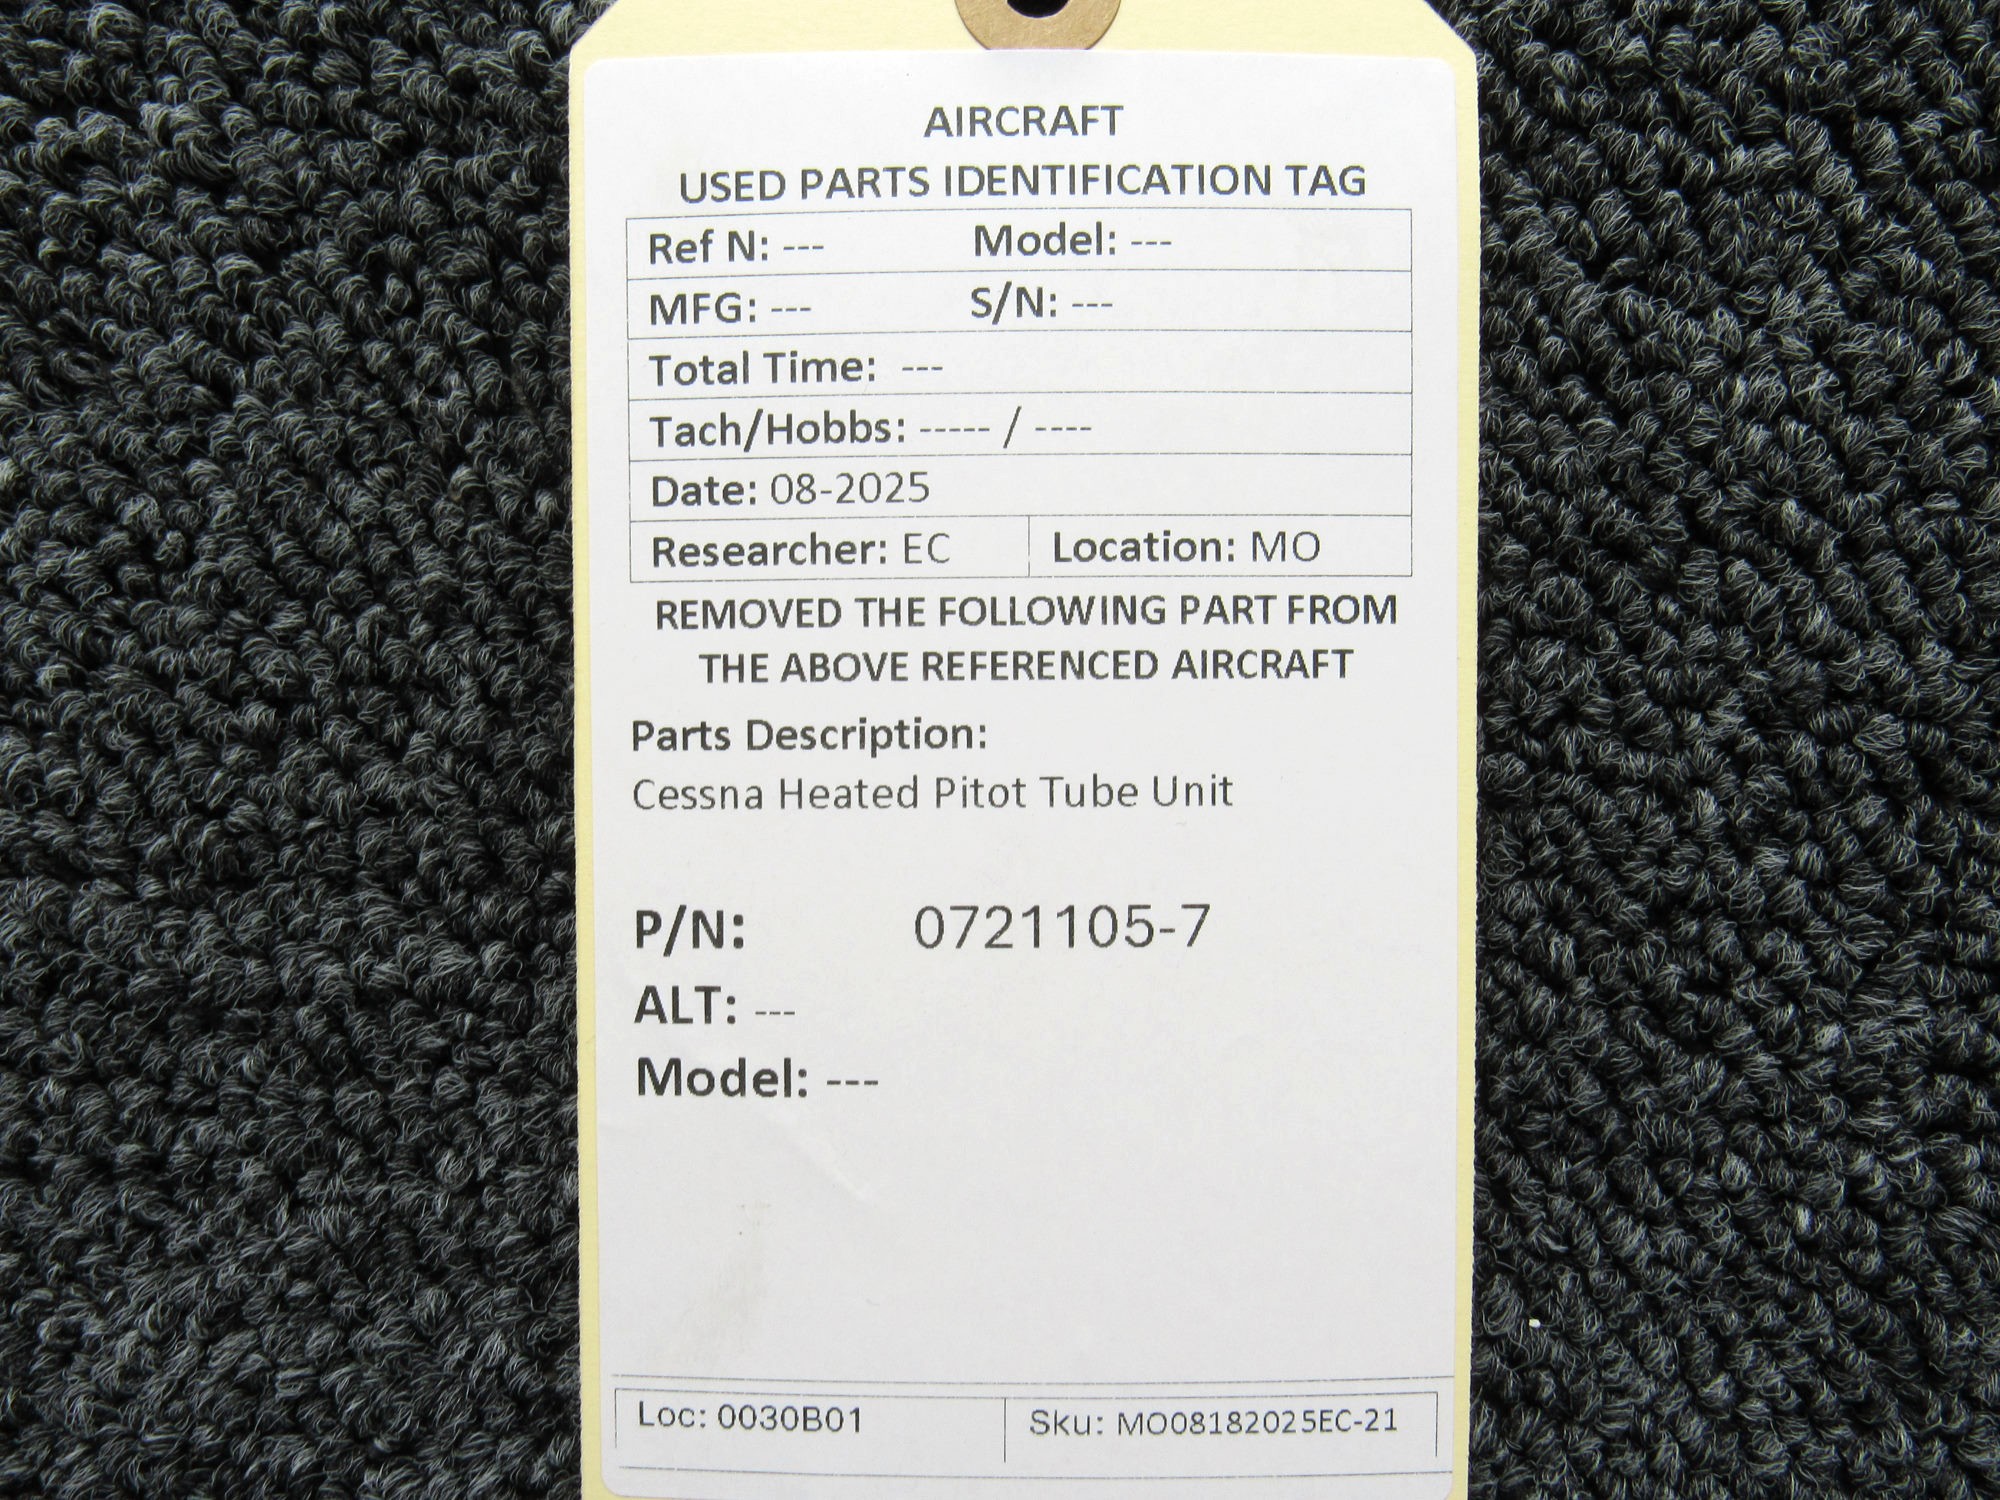 AIRCRAFT
USED PARTS IDENTIFICATION TAG
Ref N: --- Model: ---
MFG: --- S/N: ---
Total Time: ---
Tach/Hobbs: ----- / ----
Date: 08-2025
Researcher: EC Location: MO
REMOVED THE FOLLOWING PART FROM
THE ABOVE REFERENCED AIRCRAFT
Parts Description:
Cessna Heated Pitot Tube Unit
P/N: 0721105-7
ALT: ---
Model: ---
Loc: 0030B01 Sku: MO08182025EC-21